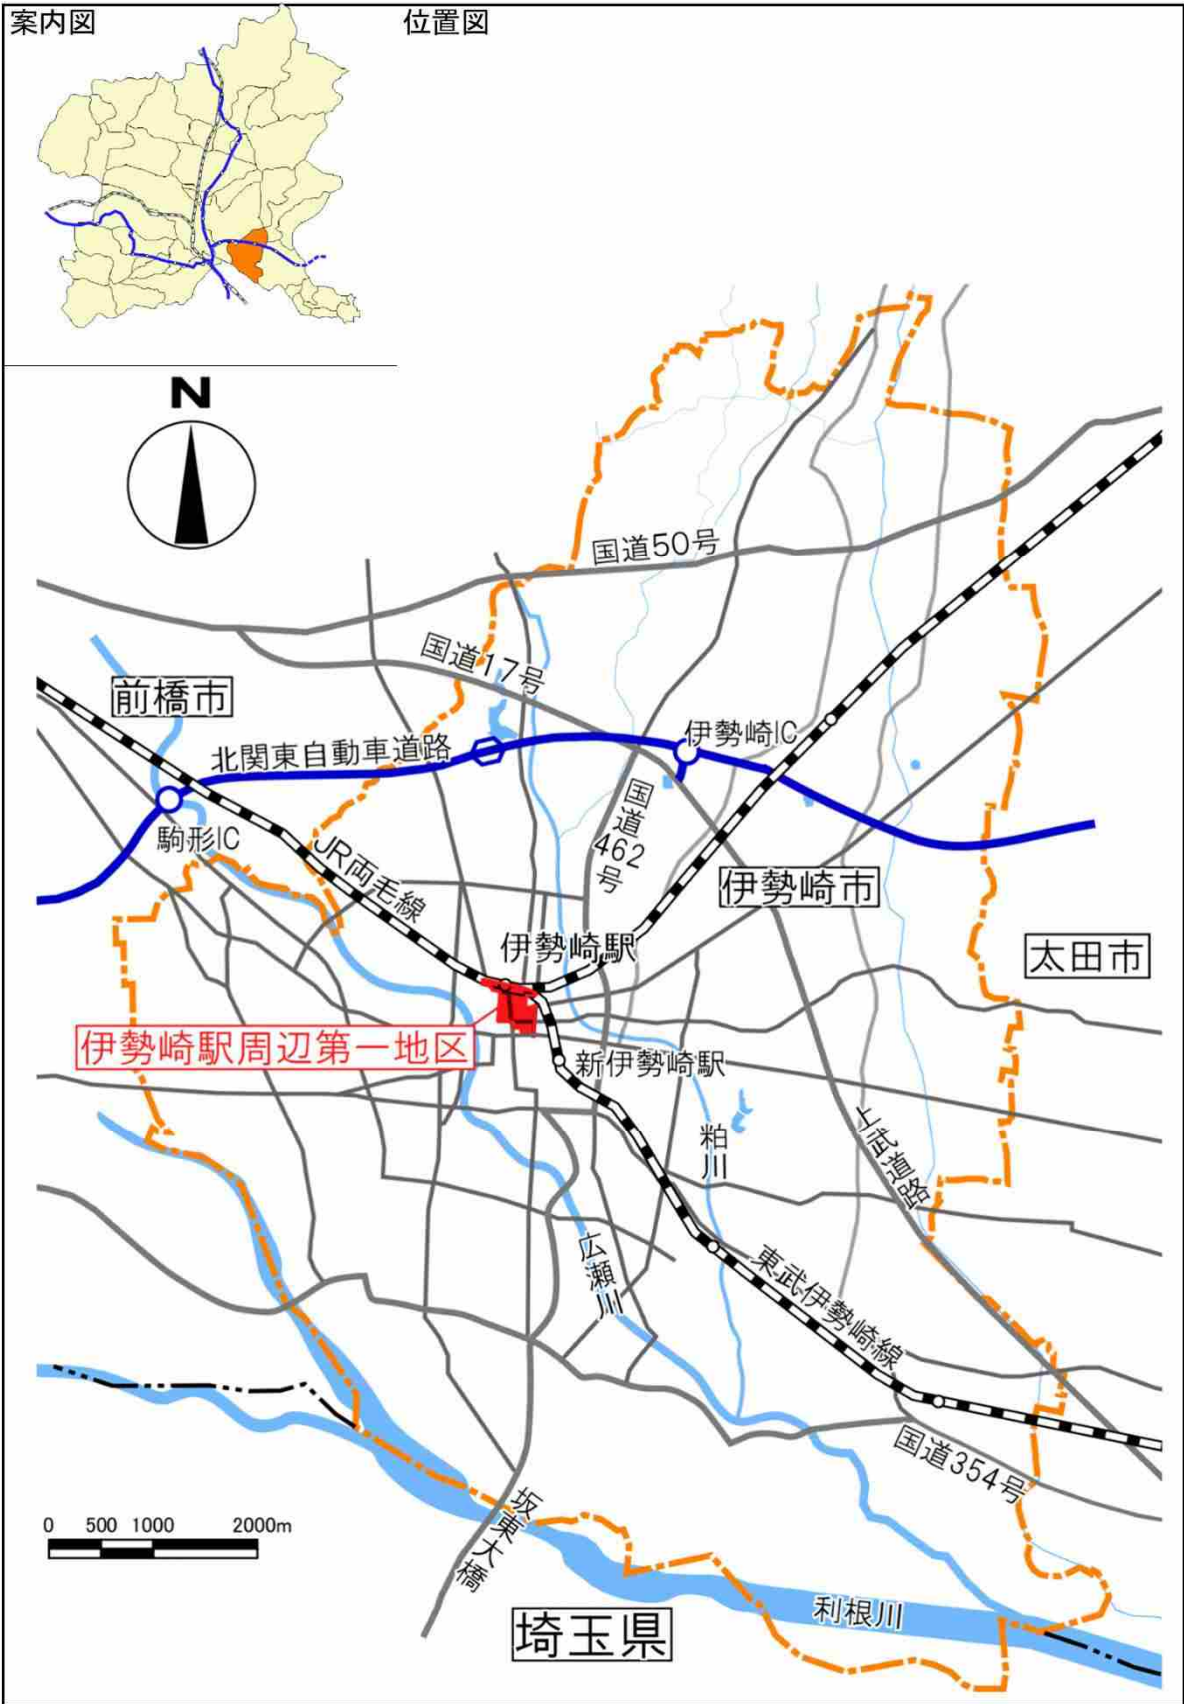 案内図
位置図
N
国道50号
国道17号
前橋市
北関東自動車道路
伊勢崎IC
駒形IC
国道462号
JR両毛線
伊勢崎市
伊勢崎駅
太田市
伊勢崎駅周辺第一地区
新伊勢崎駅
粕川
上武道路
広瀬川
東武伊勢崎線
国道354号
坂東大橋
0 500 1000 2000m
利根川
埼玉県